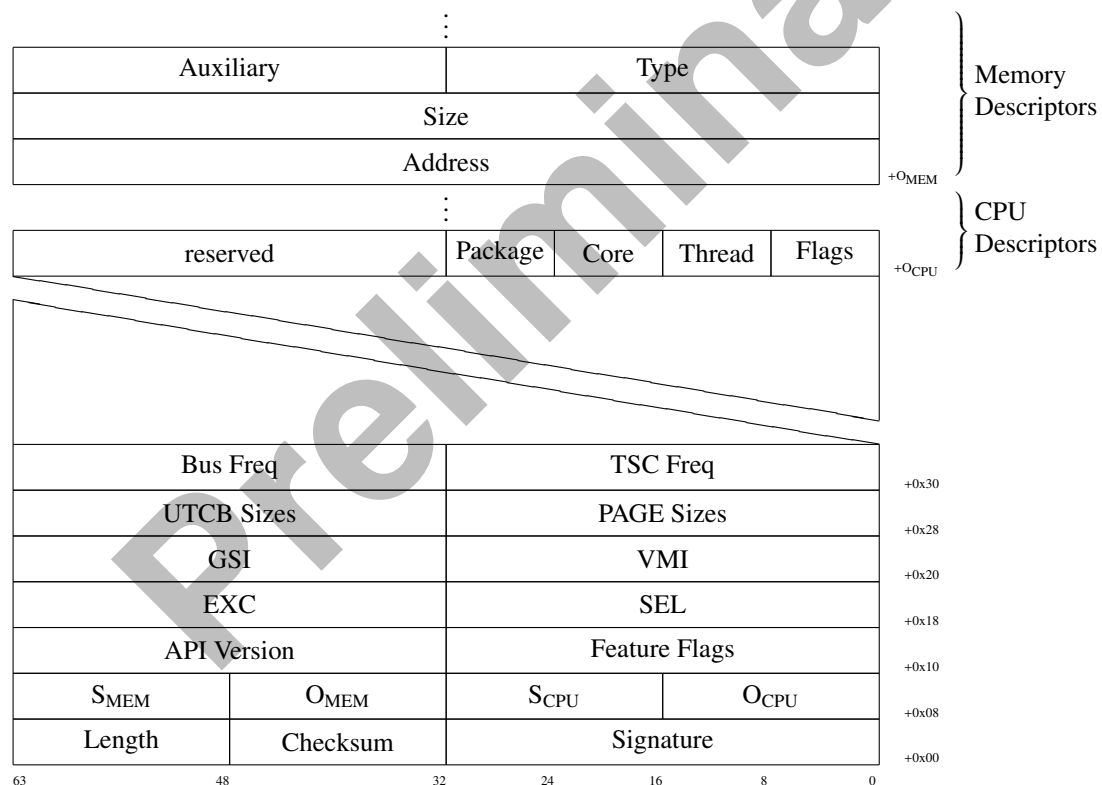 ⋮
Auxiliary Type
Size
Address
+O_MEM
Memory
Descriptors
⋮
reserved Package Core Thread Flags
+O_CPU
CPU
Descriptors
Bus Freq TSC Freq +0x30
UTCB Sizes PAGE Sizes +0x28
GSI VMI +0x20
EXC SEL +0x18
API Version Feature Flags +0x10
S_MEM O_MEM S_CPU O_CPU +0x08
Length Checksum Signature +0x00
63 48 32 24 16 8 0
Prelimina